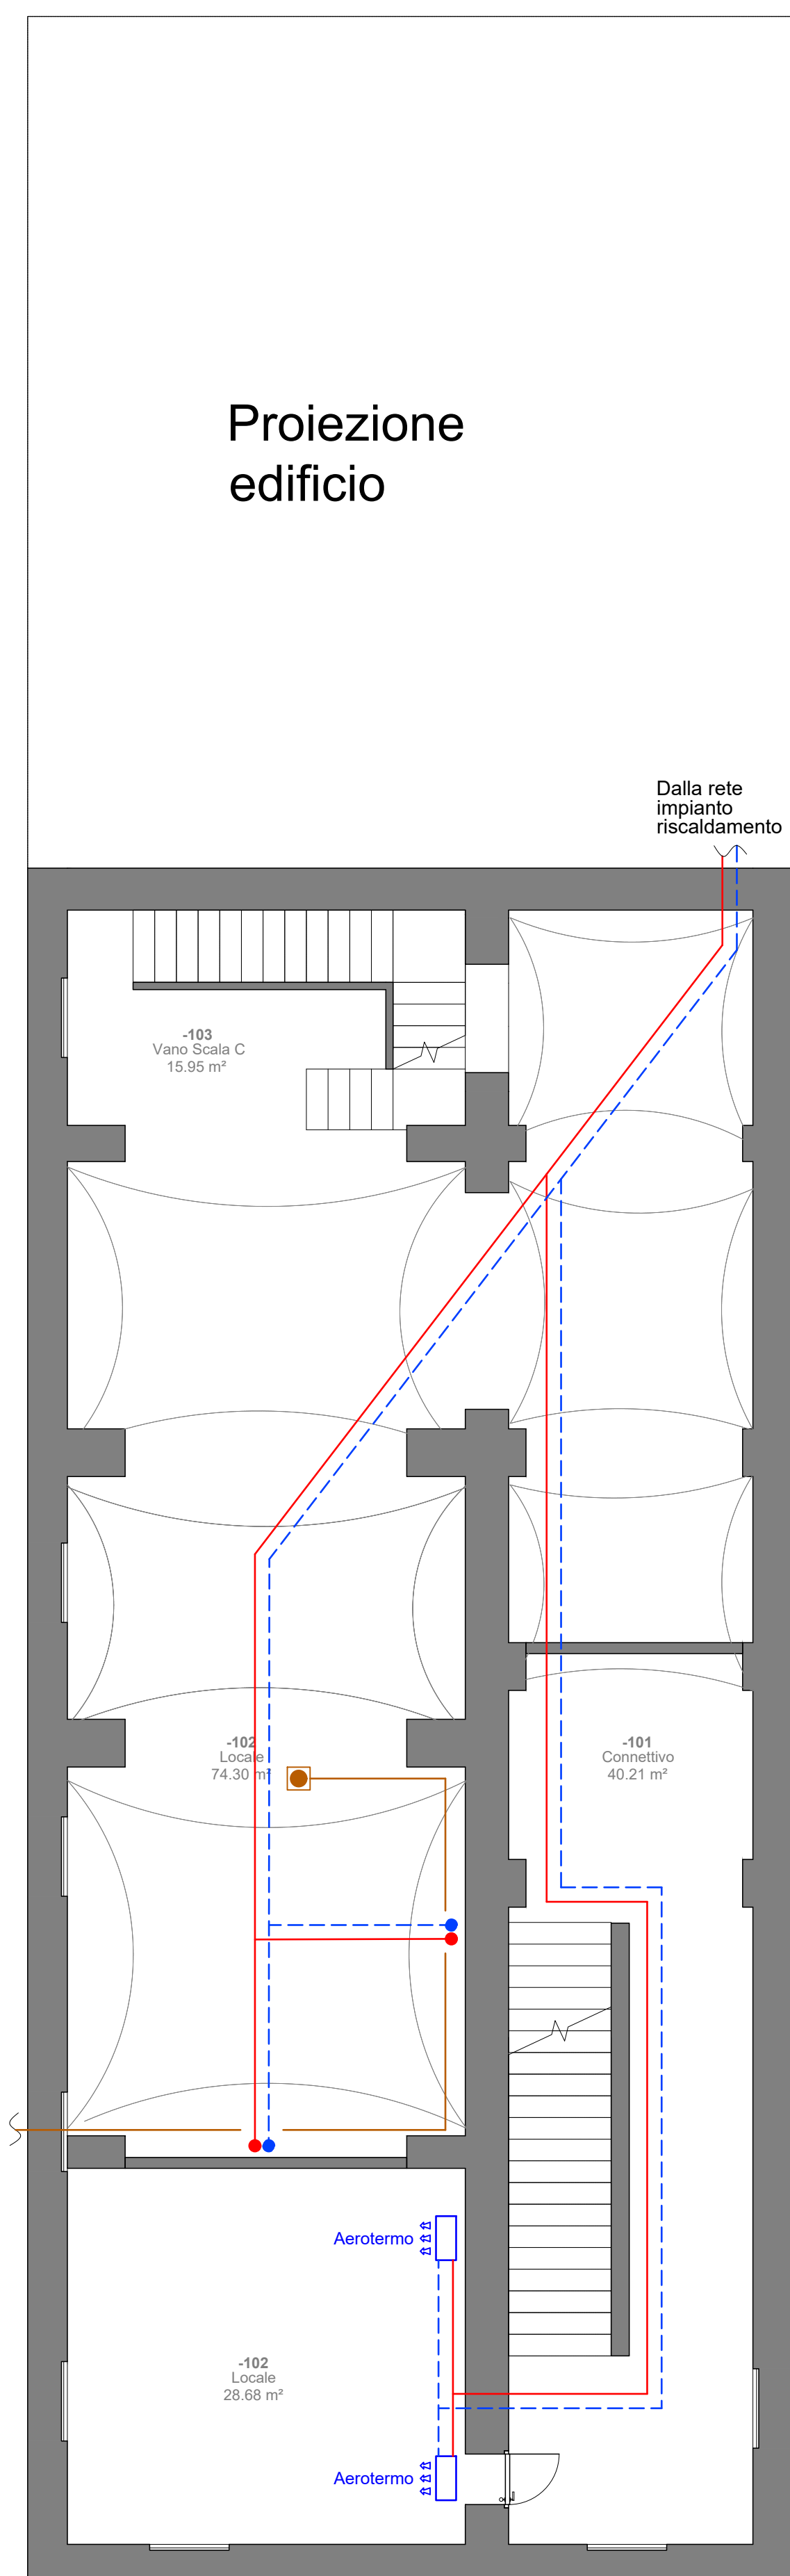 Proiezione
edificio
Dalla rete
impianto
riscaldamento
-103
Vano Scala C
15.95 m²
-102
Locale
74.30 m²
-101
Connettivo
40.21 m²
Aerotermo
-102
Locale
28.68 m²
Aerotermo